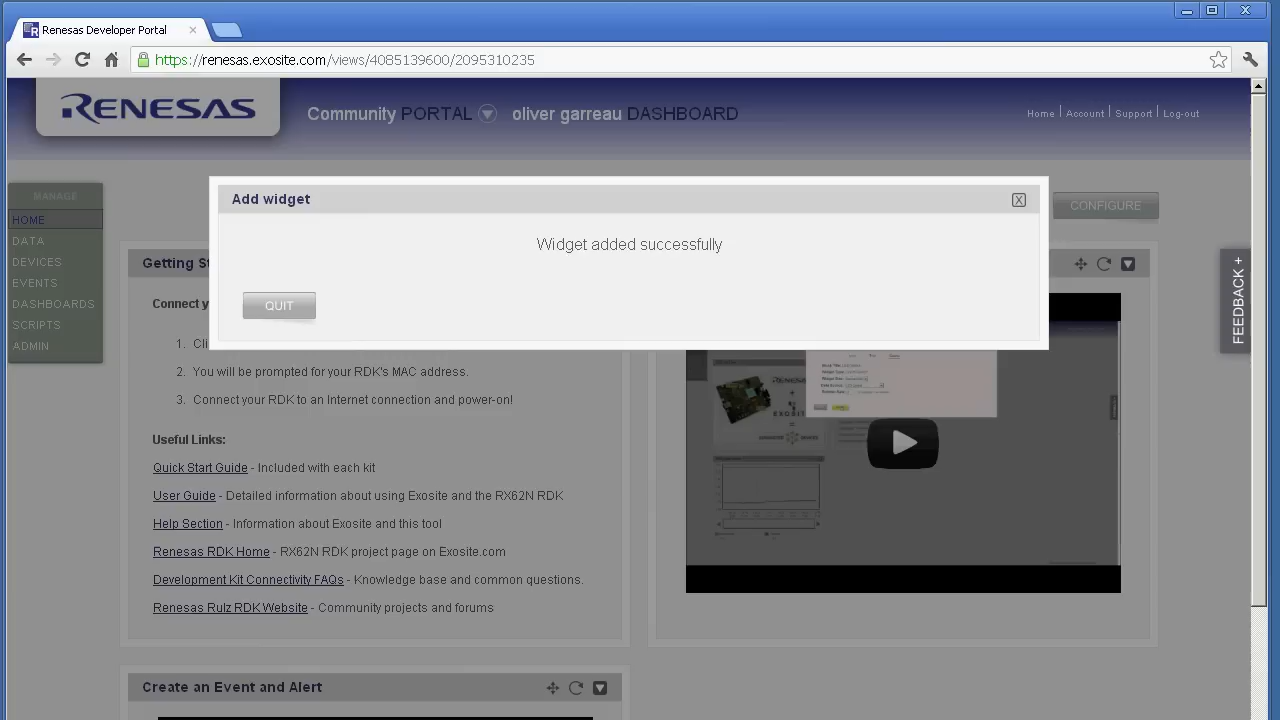 Renesas Developer Portal
https://renesas.exosite.com/views/4085139600/2095310235
RENESAS
Community PORTAL
oliver garreau DASHBOARD
Home | Account | Support | Log-out
MANAGE
HOME
DATA
DEVICES
EVENTS
DASHBOARDS
SCRIPTS
ADMIN
CONFIGURE
Add widget
X
Widget added successfully
QUIT
FEEDBACK +
Getting St
Connect y
1. Cli
2. You will be prompted for your RDK's MAC address.
3. Connect your RDK to an Internet connection and power-on!
Useful Links:
Quick Start Guide - Included with each kit
User Guide - Detailed information about using Exosite and the RX62N RDK
Help Section - Information about Exosite and this tool
Renesas RDK Home - RX62N RDK project page on Exosite.com
Development Kit Connectivity FAQs - Knowledge base and common questions.
Renesas Rulz RDK Website - Community projects and forums
Create an Event and Alert